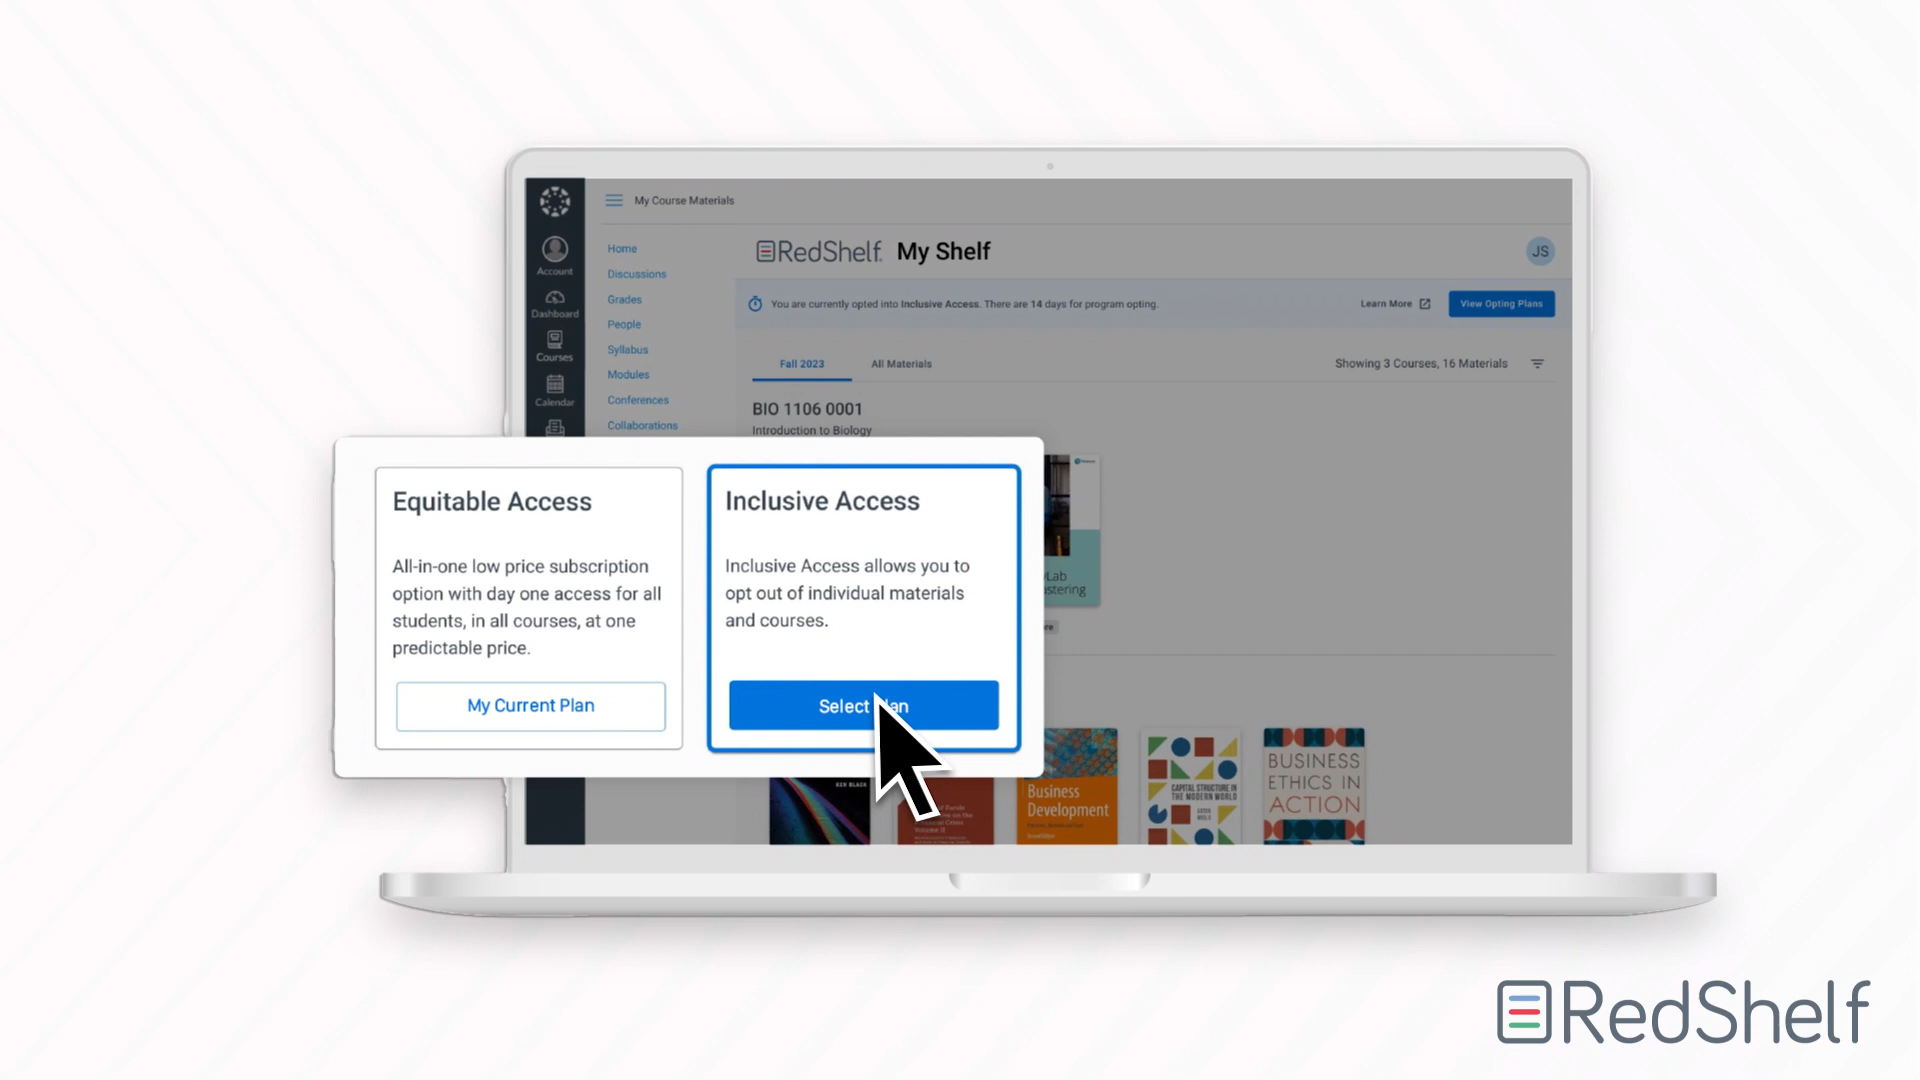 My Course Materials
Account
Dashboard
Courses
Calendar
Home
Discussions
Grades
People
Syllabus
Modules
Conferences
Collaborations
RedShelf. My Shelf
JS
You are currently opted into Inclusive Access. There are 14 days for program opting.
Learn More
View Opting Plans
Fall 2023
All Materials
Showing 3 Courses, 16 Materials
BIO 1106 0001
Introduction to Biology
Equitable Access
All-in-one low price subscription
option with day one access for all
students, in all courses, at one
predictable price.
My Current Plan
Inclusive Access
Inclusive Access allows you to
opt out of individual materials
and courses.
Select
KEN BLACK
Volume II
Business
Development
CAPITAL STRUCTURE IN
THE MODERN WORLD
BUSINESS
ETHICS IN
ACTION
RedShelf